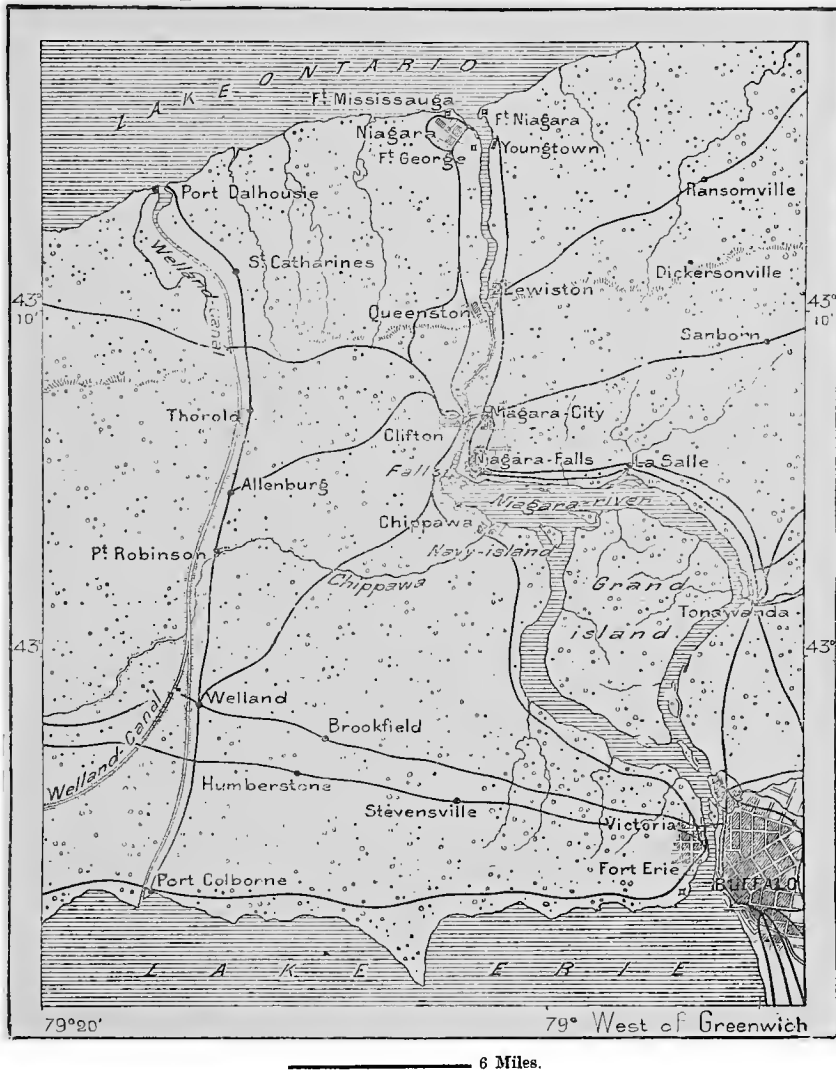 LAKE ONTARIO
Ft Mississauga
Niagara
Ft Niagara
Ft George
Youngtown
Port Dalhousie
Ransomville
Welland Canal
St Catharines
Dickersonville
43° 10'
Lewiston
43° 10'
Queenston
Sanborn
Thorold
Niagara-City
Clifton
Niagara-Falls
La Salle
Falls
Allenburg
Niagara-river
Chippawa
Pt Robinson
Navy-island
Chippawa
Grand island
Tonawanda
43°
43°
Welland
Brookfield
Welland-Canal
Humberstone
Stevensville
Victoria
Fort Erie
Port Colborne
BUFFALO
LAKE ERIE
79°20'
79° West of Greenwich
6 Miles.